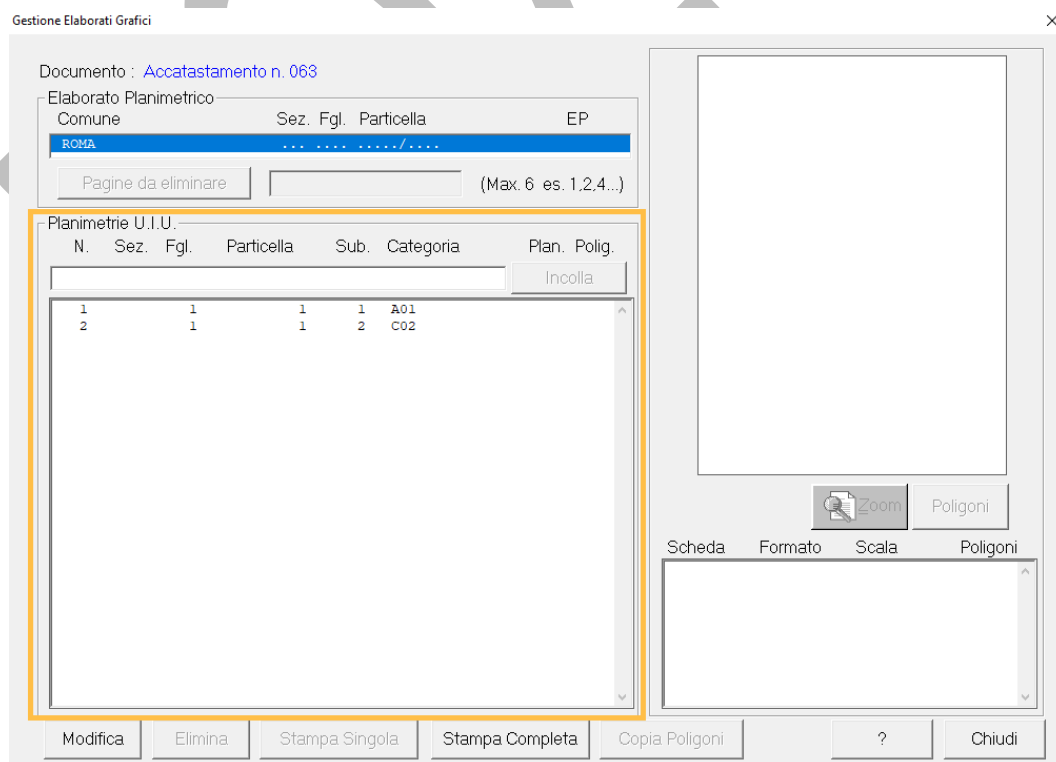 Gestione Elaborati Grafici
Documento : Accatastamento n. 063
Elaborato Planimetrico
Comune Sez. Fgl. Particella EP
ROMA ... .... ...../....
Pagine da eliminare (Max. 6 es. 1,2,4...)
Planimetrie U.I.U.
N. Sez. Fgl. Particella Sub. Categoria Plan. Polig.
Incolla
1 1 1 1 A01
2 1 1 2 C02
Zoom Poligoni
Scheda Formato Scala Poligoni
Modifica Elimina Stampa Singola Stampa Completa Copia Poligoni ? Chiudi